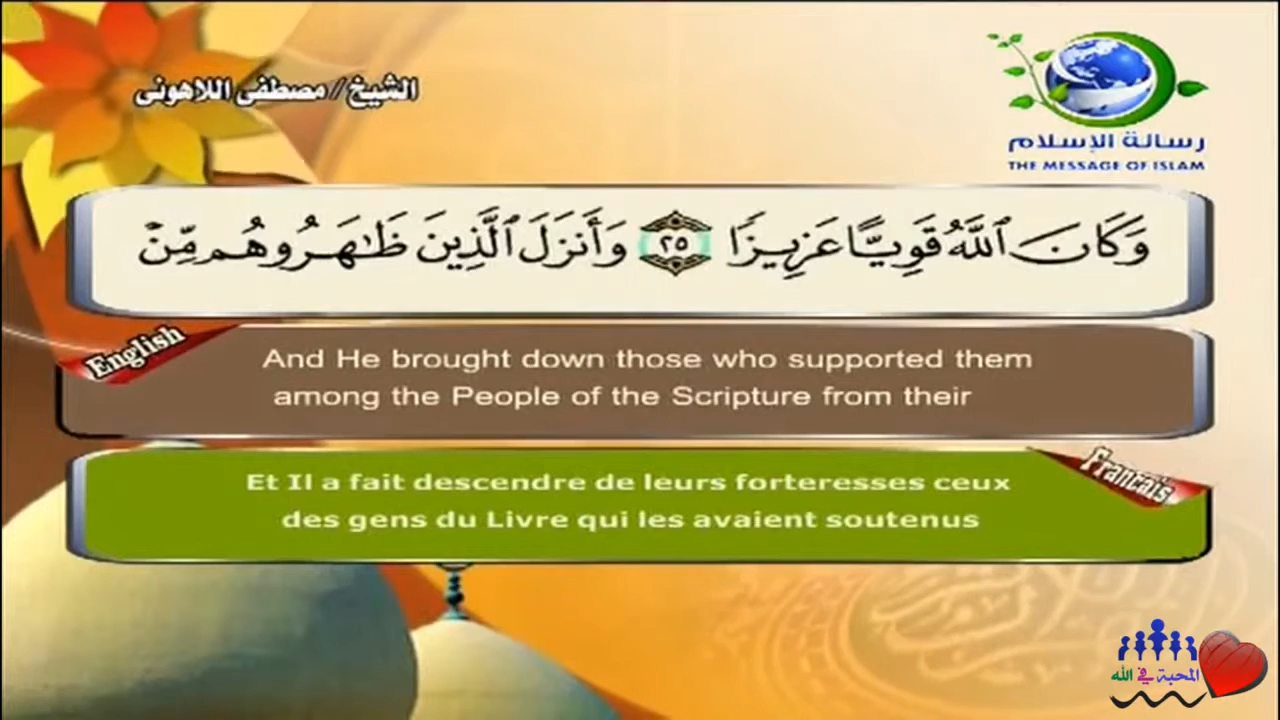 الشيخ / مصطفى اللاهونى
رسالة الإسلام
THE MESSAGE OF ISLAM
وَكَانَ ٱللَّهُ قَوِيًّا عَزِيزًا ٢٥ وَأَنزَلَ ٱلَّذِينَ ظَـٰهَرُوهُم مِّنْ
English
And He brought down those who supported them
among the People of the Scripture from their
Francais
Et Il a fait descendre de leurs forteresses ceux
des gens du Livre qui les avaient soutenus
المحبة في الله